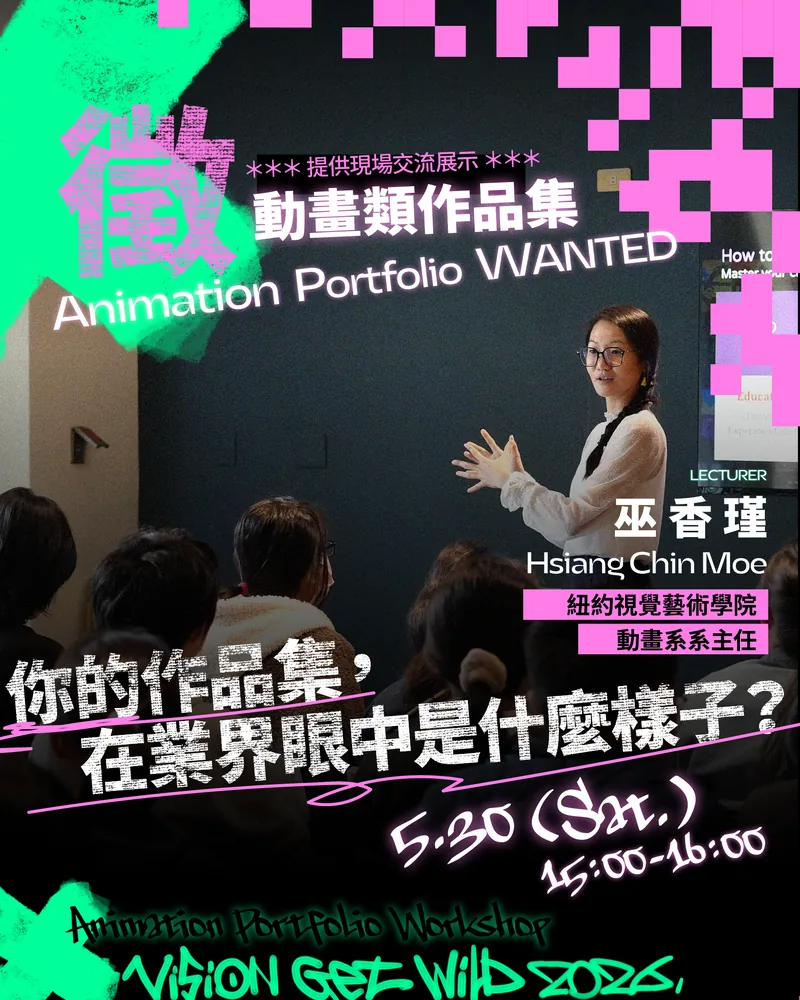 徵
＊＊＊ 提供現場交流展示 ＊＊＊
動畫類作品集
Animation Portfolio WANTED
How to
Master your
Educat
LECTURER
巫香瑾
Hsiang Chin Moe
紐約視覺藝術學院
動畫系系主任
你的作品集，
在業界眼中是什麼樣子？
5.30 (Sat.)
15:00-16:00
Animation Portfolio Workshop
VISION GET WILD 2026.